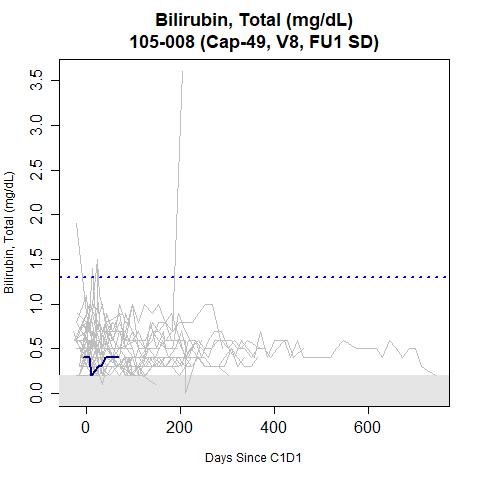 Bilirubin, Total (mg/dL)
105-008 (Cap-49, V8, FU1 SD)
Bilirubin, Total (mg/dL)
3.5
3.0
2.5
2.0
1.5
1.0
0.5
0.0
0 200 400 600
Days Since C1D1